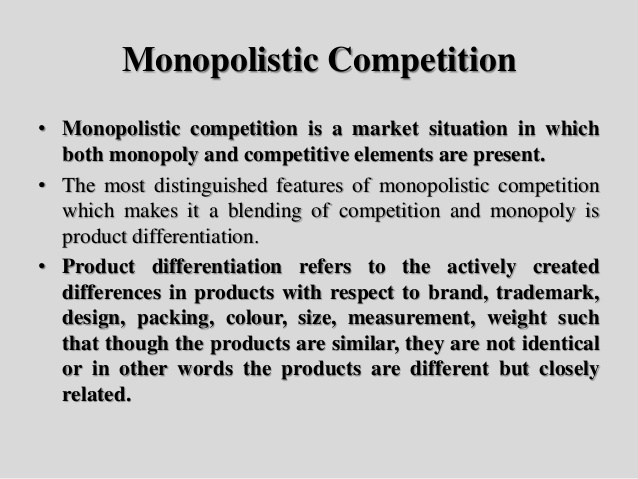 Monopolistic Competition
• Monopolistic competition is a market situation in which
both monopoly and competitive elements are present.
• The most distinguished features of monopolistic competition
which makes it a blending of competition and monopoly is
product differentiation.
• Product differentiation refers to the actively created
differences in products with respect to brand, trademark,
design, packing, colour, size, measurement, weight such
that though the products are similar, they are not identical
or in other words the products are different but closely
related.